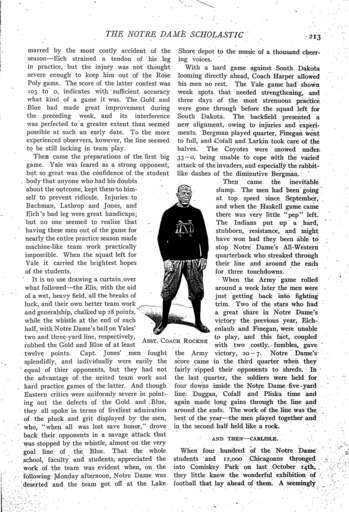 THE NOTRE DAME SCHOLASTIC
213
marred by the most costly accident of the
season—Eich strained a tendon of his leg
in practice, but the injury was not thought
severe enough to keep him out of the Rose
Poly game. The score of the latter contest was
103 to 0, indicates with sufficient accuracy
what kind of a game it was. The Gold and
Blue had made great improvement during
the preceding week, and its interference
was perfected to a greater extent than seemed
possible at such an early date. To the more
experienced observers, however, the line seemed
to be still lacking in team play.
Then came the preparations of the first big
game. Yale was feared as a strong opponent,
but so great was the confidence of the student
body that anyone who had his doubts
about the outcome, kept them to him-
self to prevent ridicule. Injuries to
Bachman, Lathrop and Jones, and
Eich's bad leg were great handicaps;
but no one seemed to realize that
having these men out of the game for
nearly the entire practice season made
machine-like team work practically
impossible. When the squad left for
Yale it carried the brightest hopes
of the students.
It is no use drawing a curtain over
what followed—the Elis, with the aid
of a wet, heavy field, all the breaks of
luck, and their own better team work
and generalship, chalked up 28 points,
while the whistle at the end of each
half, with Notre Dame's ball on Yales'
two and three-yard line, respectively,
robbed the Gold and Blue of at least
twelve points. Capt. Jones' men fought
splendidly, and individually were easily the
equal of thier opponents, but they had not
the advantage of the united team work and
hard practice games of the latter. And though
Eastern critics were uniformly severe in point-
ing out the defects of the Gold and Blue,
they all spoke in terms of liveliest admiration
of the pluck and grit displayed by the men,
who, "when all was lost save honor," drove
back their opponents in a savage attack that
was stopped by the whistle, almost on the very
goal line of the Blue. That the whole
school, faculty and students, appreciated the
work of the team was evident when, on the
following Monday afternoon, Notre Dame was
deserted and the team got off at the Lake
Asst. Coach Rockne
Shore depot to the music of a thousand cheer-
ing voices.
With a hard game against South Dakota
looming directly ahead, Coach Harper allowed
his men no rest. The Yale game had shown
weak spots that needed strengthening, and
three days of the most strenuous practice
were gone through before the squad left for
South Dakota. The backfield presented a
new alignment, owing to injuries and experi-
ments. Bergman played quarter, Finegan went
to full, and Cofall and Larkin took care of the
halves. The Coyotes were snowed under,
33-0, being unable to cope with the varied
attack of the invaders, and especially the rabbit-
like dashes of the diminutive Bergman.
Then came the inevitable
slump. The men had been going
at top speed since September,
and when the Haskell game came
there was very little "pep" left.
The Indians put up a hard,
stubborn, resistance, and might
have won had they been able to
stop Notre Dame's All-Western
quarterback who streaked through
their line and around the ends
for three touchdowns.
When the Army game rolled
around a week later the men were
just getting back into fighting
trim. Two of the stars who had
a great share in Notre Dame's
victory the previous year, Eich-
enlaub and Finegan, were unable
to play, and this fact, coupled
with two costly fumbles, gave
the Army victory, 20-7. Notre Dame's
score came in the third quarter when they
fairly ripped their opponents to shreds. In
the last quarter, the soldiers were held for
four downs inside the Notre Dame five-yard
line. Duggan, Cofall and Pliska time and
again made long gains through the line and
around the ends. The work of the line was the
best of the year—the men played together and
in the second half held like a rock.
AND THEN—CARLISLE.
When four hundred of the Notre Dame
students and 12,000 Chicagoans thronged
into Comiskey Park on last October 14th,
they little knew the wonderful exhibition of
football that lay ahead of them. A seemingly